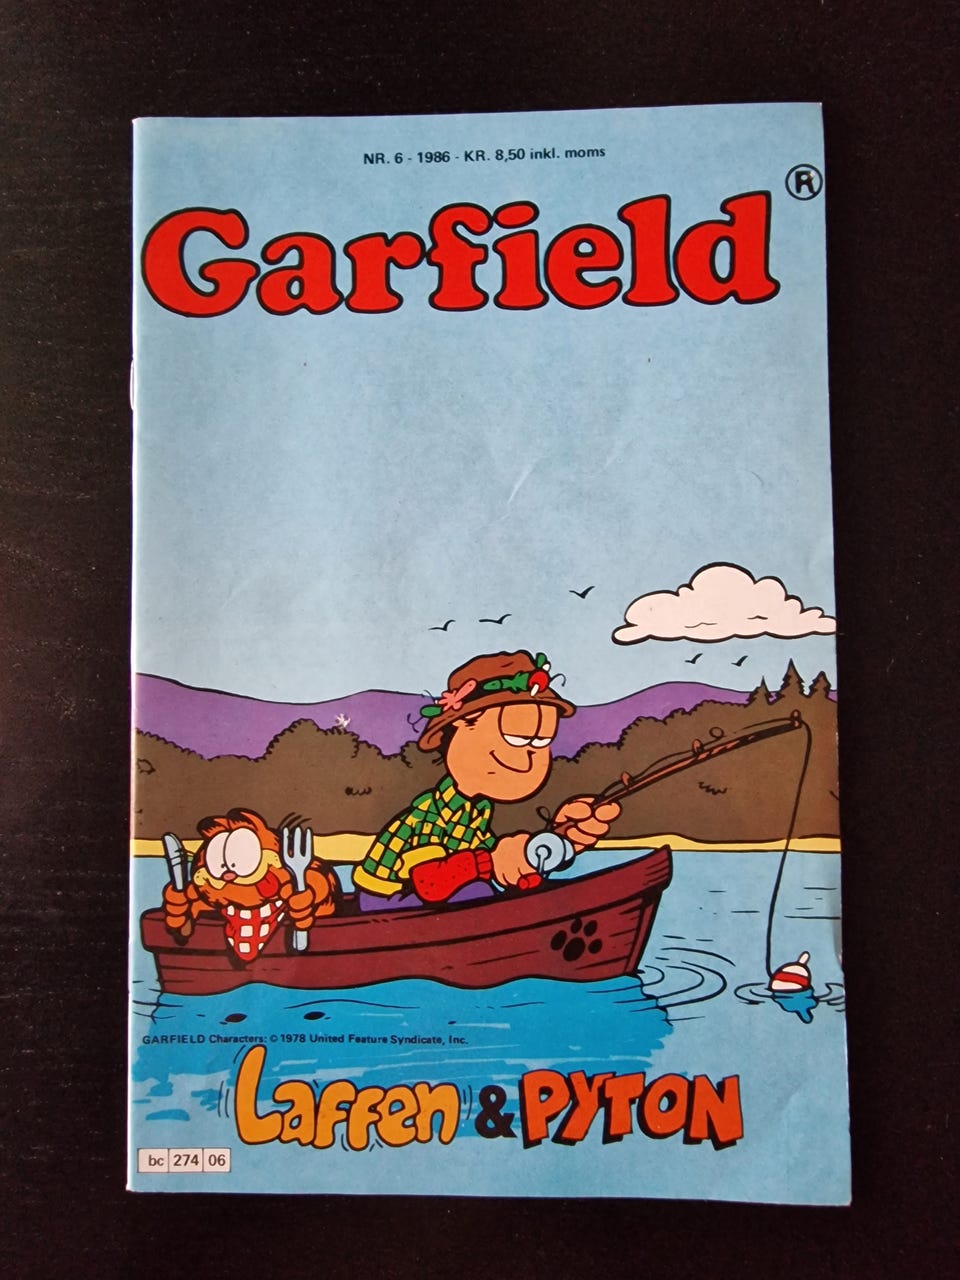 NR. 6 - 1986 - KR. 8,50 inkl. moms
Garfield ®
GARFIELD Characters: © 1978 United Feature Syndicate, Inc.
Laffen & PYTON
bc 274 06